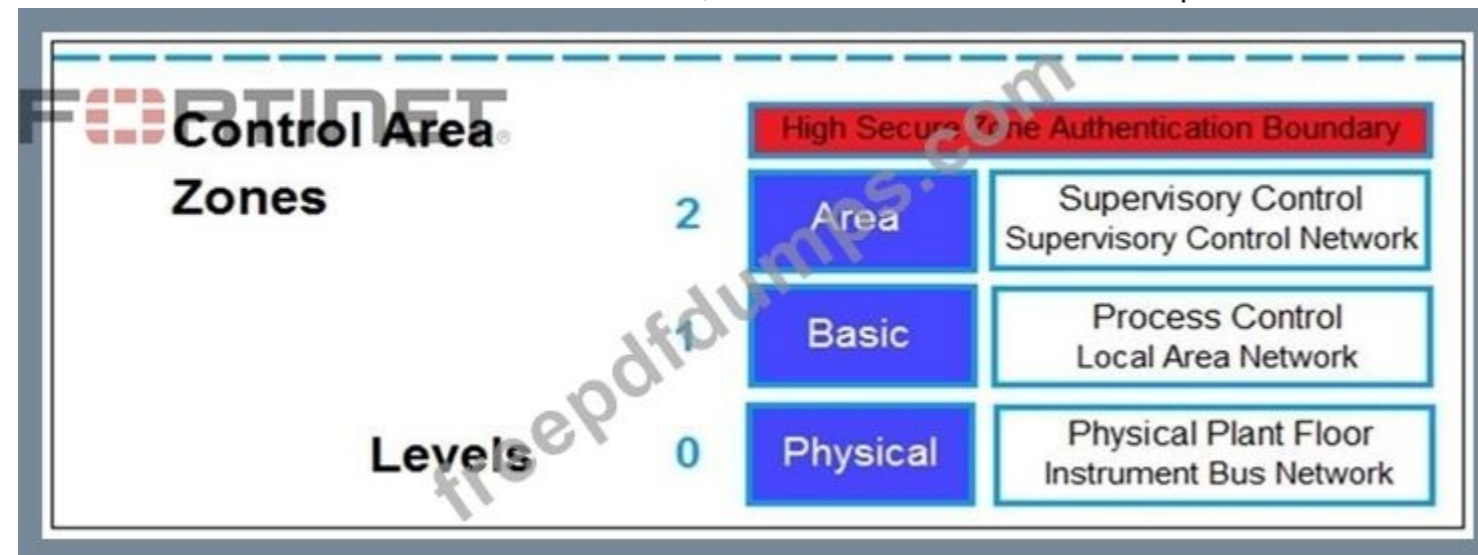 FORTINET
Control Area
Zones
High Secure Zone Authentication Boundary
2
Area
Supervisory Control
Supervisory Control Network
1
Basic
Process Control
Local Area Network
Levels
0
Physical
Physical Plant Floor
Instrument Bus Network
freepdfdumps.com